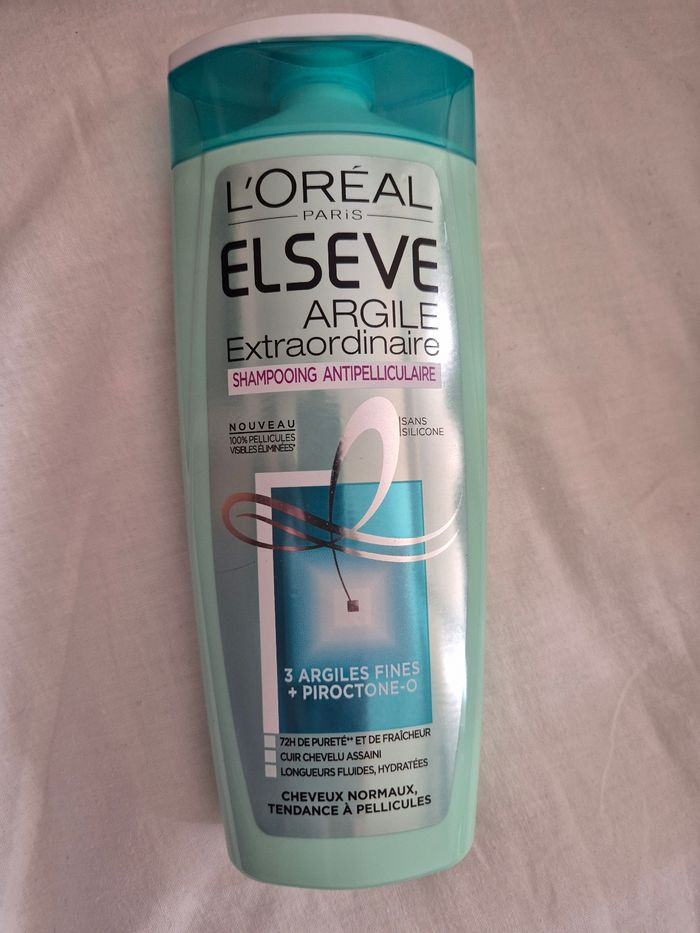 L'ORÉAL
PARiS
ELSEVE
ARGILE
Extraordinaire
SHAMPOOING ANTIPELLICULAIRE
NOUVEAU
100% PELLICULES
VISIBLES ÉLIMINÉES*
SANS
SILICONE
3 ARGILES FINES
+ PIROCTONE-O
72H DE PURETÉ** ET DE FRAÎCHEUR
CUIR CHEVELU ASSAINI
LONGUEURS FLUIDES, HYDRATÉES
CHEVEUX NORMAUX,
TENDANCE À PELLICULES